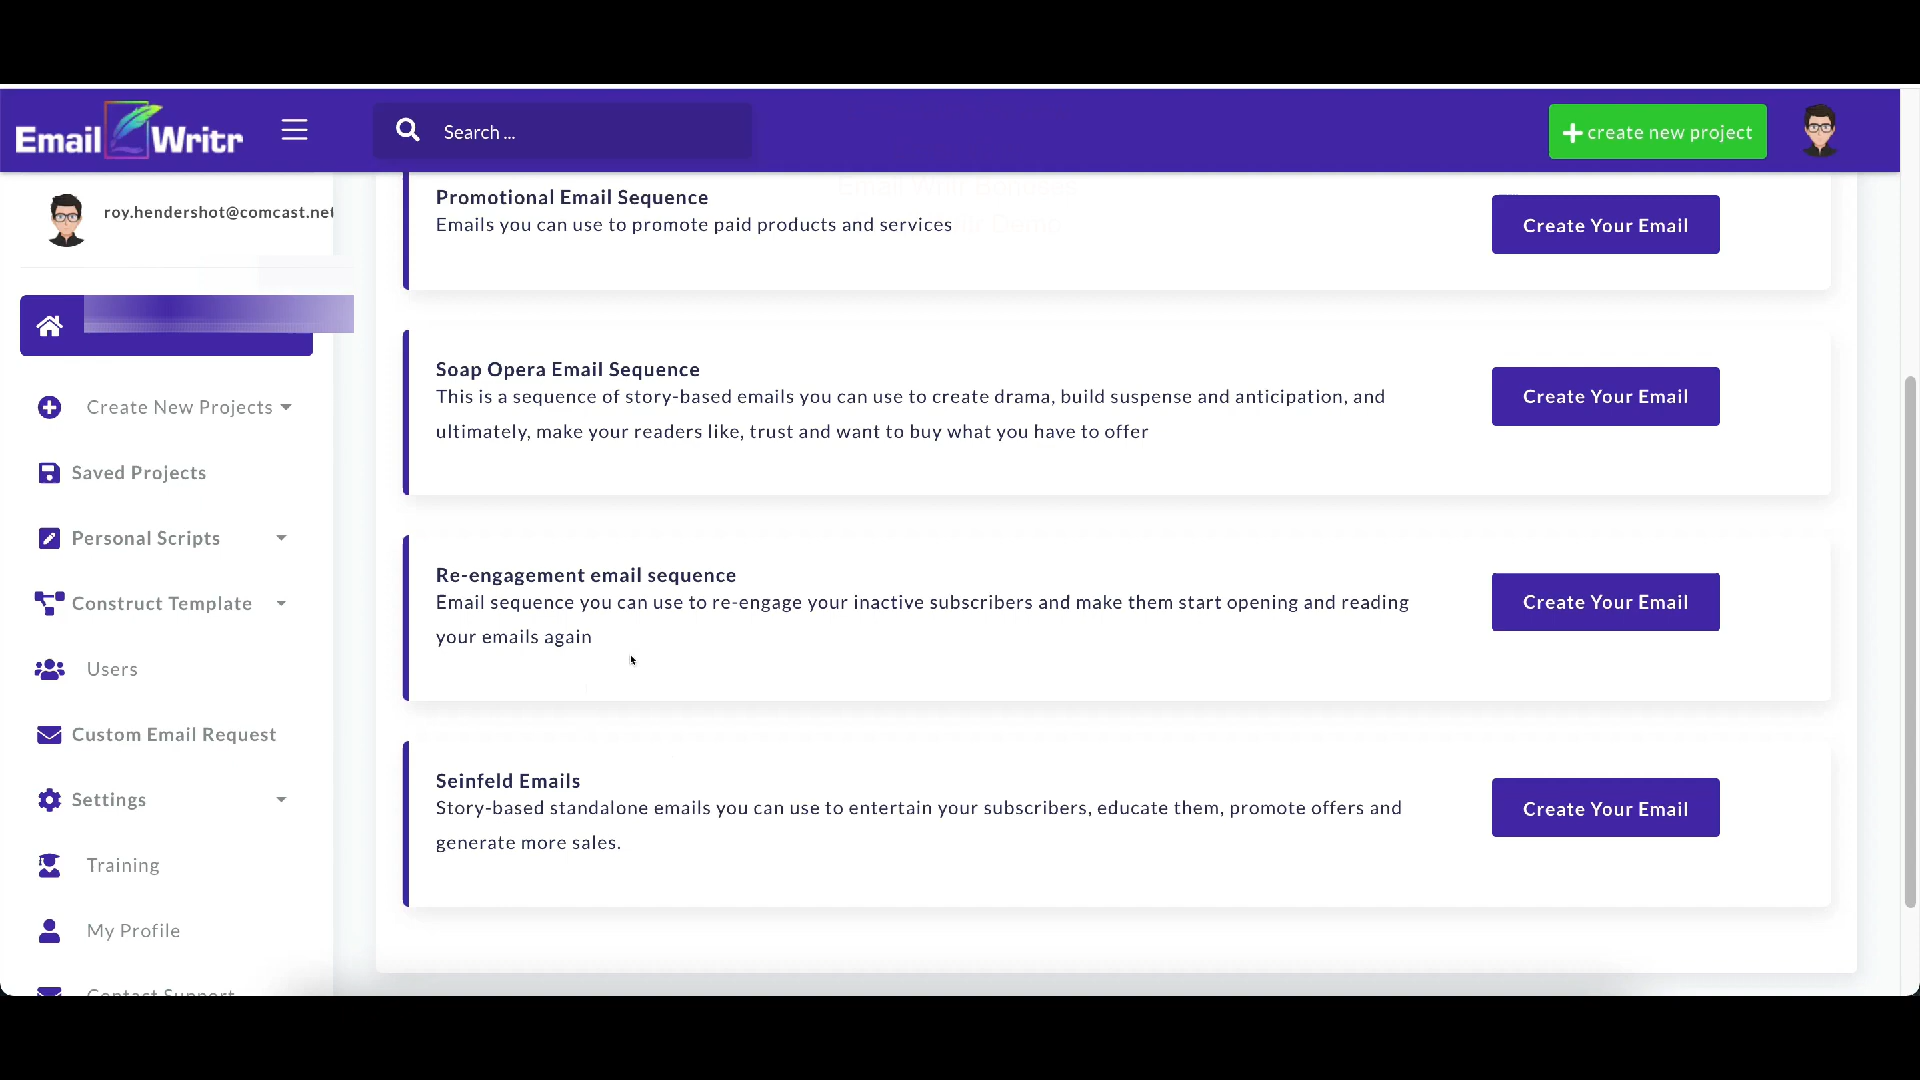 Email Writr
Search ...
create new project
roy.hendershot@comcast.net
Create New Projects
Saved Projects
Personal Scripts
Construct Template
Users
Custom Email Request
Settings
Training
My Profile
Contact Support
Promotional Email Sequence
Emails you can use to promote paid products and services
Create Your Email
Soap Opera Email Sequence
This is a sequence of story-based emails you can use to create drama, build suspense and anticipation, and
ultimately, make your readers like, trust and want to buy what you have to offer
Create Your Email
Re-engagement email sequence
Email sequence you can use to re-engage your inactive subscribers and make them start opening and reading
your emails again
Create Your Email
Seinfeld Emails
Story-based standalone emails you can use to entertain your subscribers, educate them, promote offers and
generate more sales.
Create Your Email